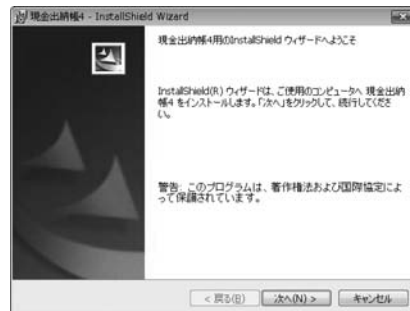 現金出納帳4 - InstallShield Wizard
現金出納帳4用のInstallShield ウィザードへようこそ
InstallShield(R) ウィザードは、ご使用のコンピュータへ 現金出納
帳4 をインストールします。「次へ」をクリックして、続行してくださ
い。
警告: このプログラムは、著作権法および国際協定によ
って保護されています。
< 戻る(B)
次へ(N) >
キャンセル